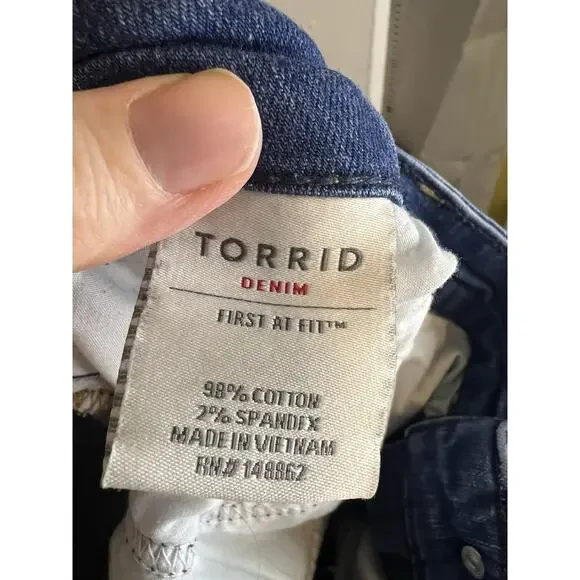 TORRID
DENIM
FIRST AT FIT™
98% COTTON
2% SPANDEX
MADE IN VIETNAM
RN# 148862